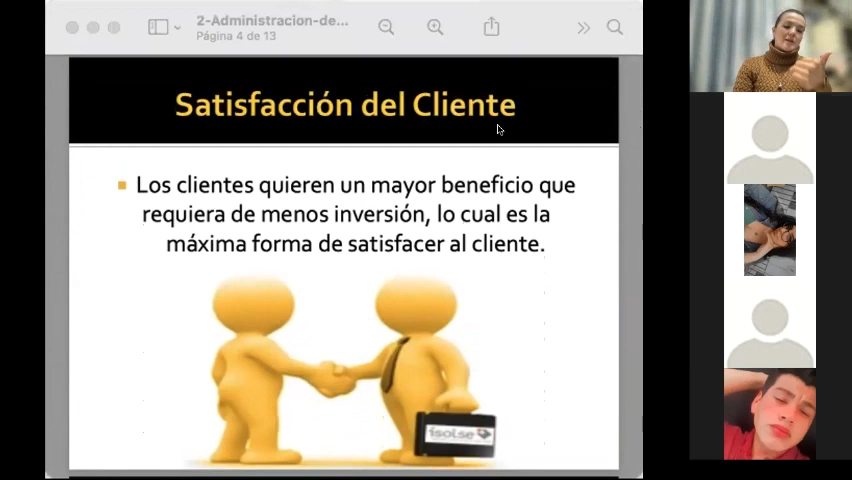 2-Administracion-de...
Página 4 de 13
Satisfacción del Cliente
Los clientes quieren un mayor beneficio que
requiera de menos inversión, lo cual es la
máxima forma de satisfacer al cliente.
isolse